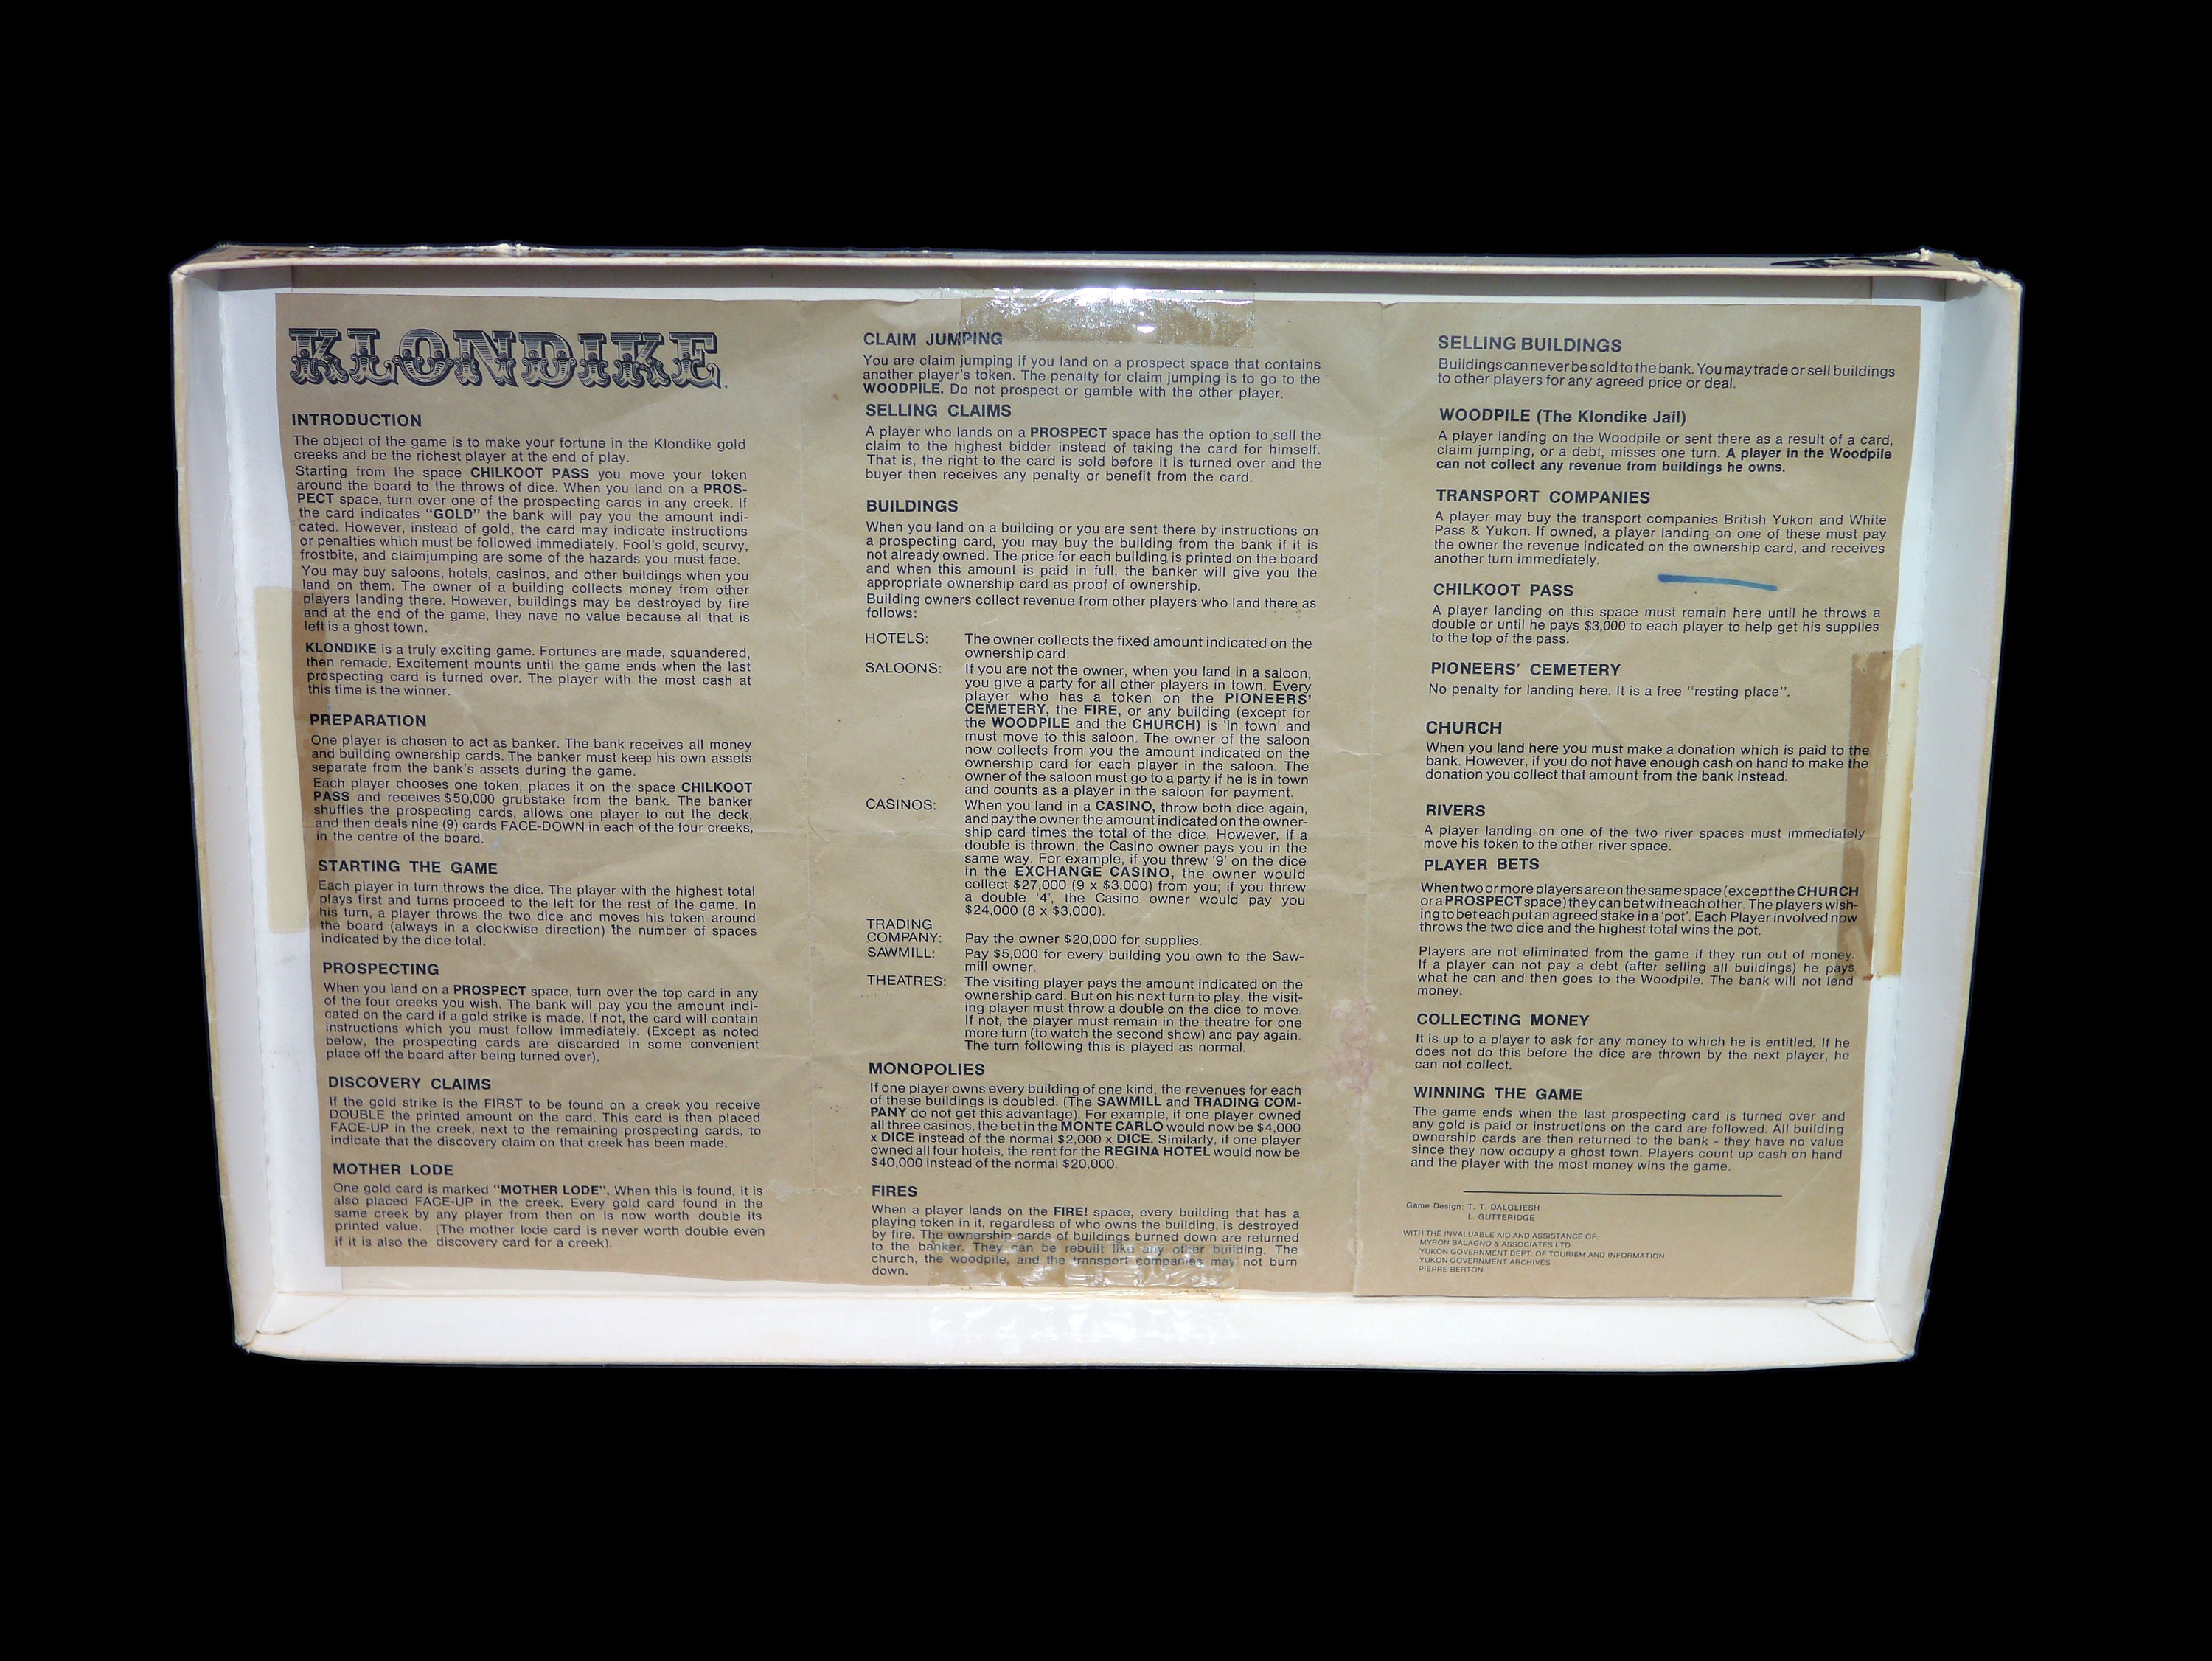 KLONDIKE
INTRODUCTION
The object of the game is to make your fortune in the Klondike gold
creeks and be the richest player at the end of play.
Starting from the space CHILKOOT PASS you move your token
around the board to the throws of dice. When you land on a PROS-
PECT space, turn over one of the prospecting cards in any creek. If
the card indicates "GOLD" the bank will pay you the amount indi-
cated. However, instead of gold, the card may indicate instructions
or penalties which must be followed immediately. Fool's gold, scurvy,
frostbite, and claimjumping are some of the hazards you must face.
You may buy saloons, hotels, casinos, and other buildings when you
land on them. The owner of a building collects money from other
players landing there. However, buildings may be destroyed by fire
and at the end of the game, they nave no value because all that is
left is a ghost town.
KLONDIKE is a truly exciting game. Fortunes are made, squandered,
then remade. Excitement mounts until the game ends when the last
prospecting card is turned over. The player with the most cash at
this time is the winner.
PREPARATION
One player is chosen to act as banker. The bank receives all money
and building ownership cards. The banker must keep his own assets
separate from the bank's assets during the game.
Each player chooses one token, places it on the space CHILKOOT
PASS and receives $50,000 grubstake from the bank. The banker
shuffles the prospecting cards, allows one player to cut the deck,
and then deals nine (9) cards FACE-DOWN in each of the four creeks,
in the centre of the board.
STARTING THE GAME
Each player in turn throws the dice. The player with the highest total
plays first and turns proceed to the left for the rest of the game. In
his turn, a player throws the two dice and moves his token around
the board (always in a clockwise direction) the number of spaces
indicated by the dice total.
PROSPECTING
When you land on a PROSPECT space, turn over the top card in any
of the four creeks you wish. The bank will pay you the amount indi-
cated on the card if a gold strike is made. If not, the card will contain
instructions which you must follow immediately. (Except as noted
below, the prospecting cards are discarded in some convenient
place off the board after being turned over).
DISCOVERY CLAIMS
If the gold strike is the FIRST to be found on a creek you receive
DOUBLE the printed amount on the card. This card is then placed
FACE-UP in the creek, next to the remaining prospecting cards, to
indicate that the discovery claim on that creek has been made.
MOTHER LODE
One gold card is marked "MOTHER LODE". When this is found, it is
also placed FACE-UP in the creek. Every gold card found in the
same creek by any player from then on is now worth double its
printed value. (The mother lode card is never worth double even
if it is also the discovery card for a creek).
CLAIM JUMPING
You are claim jumping if you land on a prospect space that contains
another player's token. The penalty for claim jumping is to go to the
WOODPILE. Do not prospect or gamble with the other player.
SELLING CLAIMS
A player who lands on a PROSPECT space has the option to sell the
claim to the highest bidder instead of taking the card for himself.
That is, the right to the card is sold before it is turned over and the
buyer then receives any penalty or benefit from the card.
BUILDINGS
When you land on a building or you are sent there by instructions on
a prospecting card, you may buy the building from the bank if it is
not already owned. The price for each building is printed on the board
and when this amount is paid in full, the banker will give you the
appropriate ownership card as proof of ownership.
Building owners collect revenue from other players who land there as
follows:
HOTELS: The owner collects the fixed amount indicated on the
ownership card.
SALOONS: If you are not the owner, when you land in a saloon,
you give a party for all other players in town. Every
player who has a token on the PIONEERS'
CEMETERY, the FIRE, or any building (except for
the WOODPILE and the CHURCH) is 'in town' and
must move to this saloon. The owner of the saloon
now collects from you the amount indicated on the
ownership card for each player in the saloon. The
owner of the saloon must go to a party if he is in town
and counts as a player in the saloon for payment.
CASINOS: When you land in a CASINO, throw both dice again,
and pay the owner the amount indicated on the owner-
ship card times the total of the dice. However, if a
double is thrown, the Casino owner pays you in the
same way. For example, if you threw '9' on the dice
in the EXCHANGE CASINO, the owner would
collect $27,000 (9 x $3,000) from you; if you threw
a double '4', the Casino owner would pay you
$24,000 (8 x $3,000).
TRADING
COMPANY: Pay the owner $20,000 for supplies.
SAWMILL: Pay $5,000 for every building you own to the Saw-
mill owner.
THEATRES: The visiting player pays the amount indicated on the
ownership card. But on his next turn to play, the visit-
ing player must throw a double on the dice to move.
If not, the player must remain in the theatre for one
more turn (to watch the second show) and pay again.
The turn following this is played as normal.
MONOPOLIES
If one player owns every building of one kind, the revenues for each
of these buildings is doubled. (The SAWMILL and TRADING COM-
PANY do not get this advantage). For example, if one player owned
all three casinos, the bet in the MONTE CARLO would now be $4,000
x DICE instead of the normal $2,000 x DICE. Similarly, if one player
owned all four hotels, the rent for the REGINA HOTEL would now be
$40,000 instead of the normal $20,000.
FIRES
When a player lands on the FIRE! space, every building that has a
playing token in it, regardless of who owns the building, is destroyed
by fire. The ownership cards of buildings burned down are returned
to the banker. They can be rebuilt like any other building. The
church, the woodpile, and the transport companies may not burn
down.
SELLING BUILDINGS
Buildings can never be sold to the bank. You may trade or sell buildings
to other players for any agreed price or deal.
WOODPILE (The Klondike Jail)
A player landing on the Woodpile or sent there as a result of a card,
claim jumping, or a debt, misses one turn. A player in the Woodpile
can not collect any revenue from buildings he owns.
TRANSPORT COMPANIES
A player may buy the transport companies British Yukon and White
Pass & Yukon. If owned, a player landing on one of these must pay
the owner the revenue indicated on the ownership card, and receives
another turn immediately.
CHILKOOT PASS
A player landing on this space must remain here until he throws a
double or until he pays $3,000 to each player to help get his supplies
to the top of the pass.
PIONEERS' CEMETERY
No penalty for landing here. It is a free "resting place".
CHURCH
When you land here you must make a donation which is paid to the
bank. However, if you do not have enough cash on hand to make the
donation you collect that amount from the bank instead.
RIVERS
A player landing on one of the two river spaces must immediately
move his token to the other river space.
PLAYER BETS
When two or more players are on the same space (except the CHURCH
or a PROSPECT space) they can bet with each other. The players wish-
ing to bet each put an agreed stake in a 'pot'. Each Player involved now
throws the two dice and the highest total wins the pot.
Players are not eliminated from the game if they run out of money.
If a player can not pay a debt (after selling all buildings) he pays
what he can and then goes to the Woodpile. The bank will not lend
money.
COLLECTING MONEY
It is up to a player to ask for any money to which he is entitled. If he
does not do this before the dice are thrown by the next player, he
can not collect.
WINNING THE GAME
The game ends when the last prospecting card is turned over and
any gold is paid or instructions on the card are followed. All building
ownership cards are then returned to the bank - they have no value
since they now occupy a ghost town. Players count up cash on hand
and the player with the most money wins the game.
Game Design: T. T. DALGLIESH
L. GUTTERIDGE
WITH THE INVALUABLE AID AND ASSISTANCE OF:
MYRON BALAGNO & ASSOCIATES LTD
YUKON GOVERNMENT DEPT. OF TOURISM AND INFORMATION
YUKON GOVERNMENT ARCHIVES
PIERRE BERTON